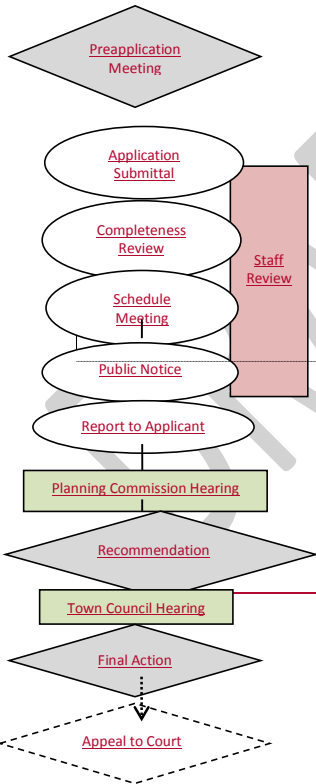 Preapplication
Meeting
Application
Submittal
Completeness
Review
Staff
Review
Schedule
Meeting
Public Notice
Report to Applicant
Planning Commission Hearing
Recommendation
Town Council Hearing
Final Action
Appeal to Court